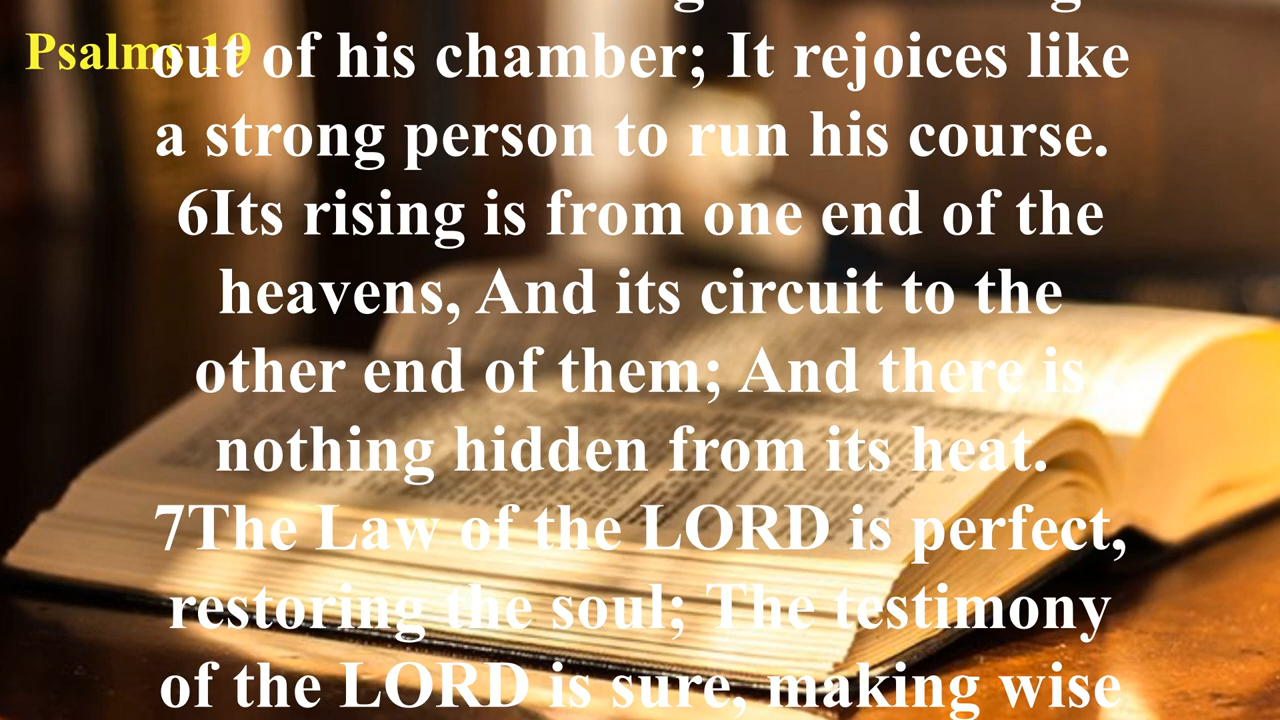 Psalms 19
out of his chamber; It rejoices like
a strong person to run his course.
6Its rising is from one end of the
heavens, And its circuit to the
other end of them; And there is
nothing hidden from its heat.
7The Law of the LORD is perfect,
restoring the soul; The testimony
of the LORD is sure, making wise